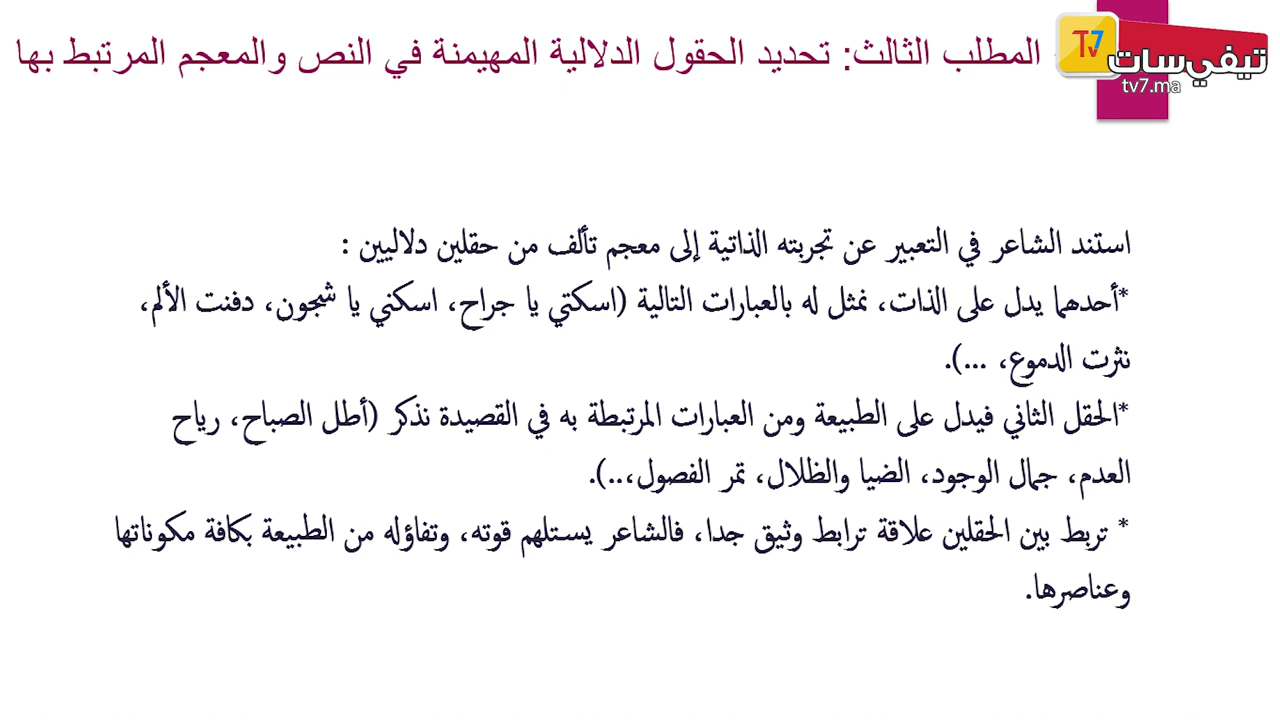 المطلب الثالث: تحديد الحقول الدلالية المهيمنة في النص والمعجم المرتبط بها
TV7
تيفي سات
tv7.ma
استند الشاعر في التعبير عن تجربته الذاتية إلى معجم تألف من حقلين دلاليين :
*أحدهما يدل على الذات، نمثل له بالعبارات التالية (اسكتي يا جراح، اسكني يا شجون، دفنت الألم،
نثرت الدموع، ...).
*الحقل الثاني فيدل على الطبيعة ومن العبارات المرتبطة به في القصيدة نذكر (أطل الصباح، رياح
العدم، جمال الوجود، الضيا والظلال، تمر الفصول،..).
* تربط بين الحقلين علاقة ترابط وثيق جدا، فالشاعر يستلهم قوته، وتفاؤله من الطبيعة بكافة مكوناتها
وعناصرها.